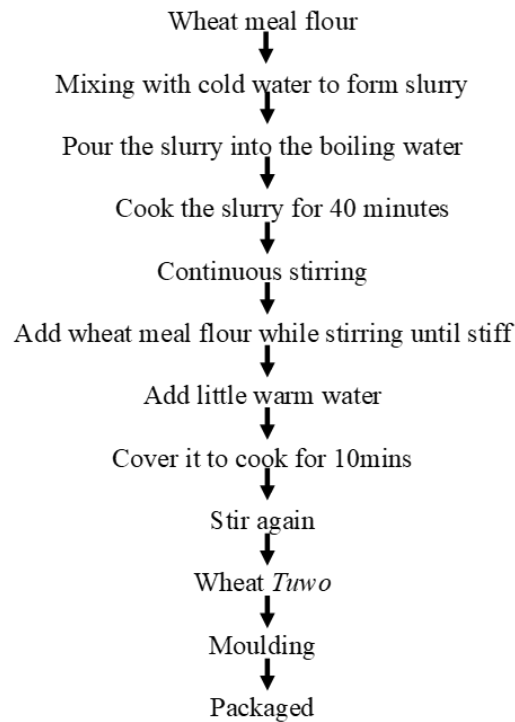 Wheat meal flour
Mixing with cold water to form slurry
Pour the slurry into the boiling water
Cook the slurry for 40 minutes
Continuous stirring
Add wheat meal flour while stirring until stiff
Add little warm water
Cover it to cook for 10mins
Stir again
Wheat Tuwo
Moulding
Packaged